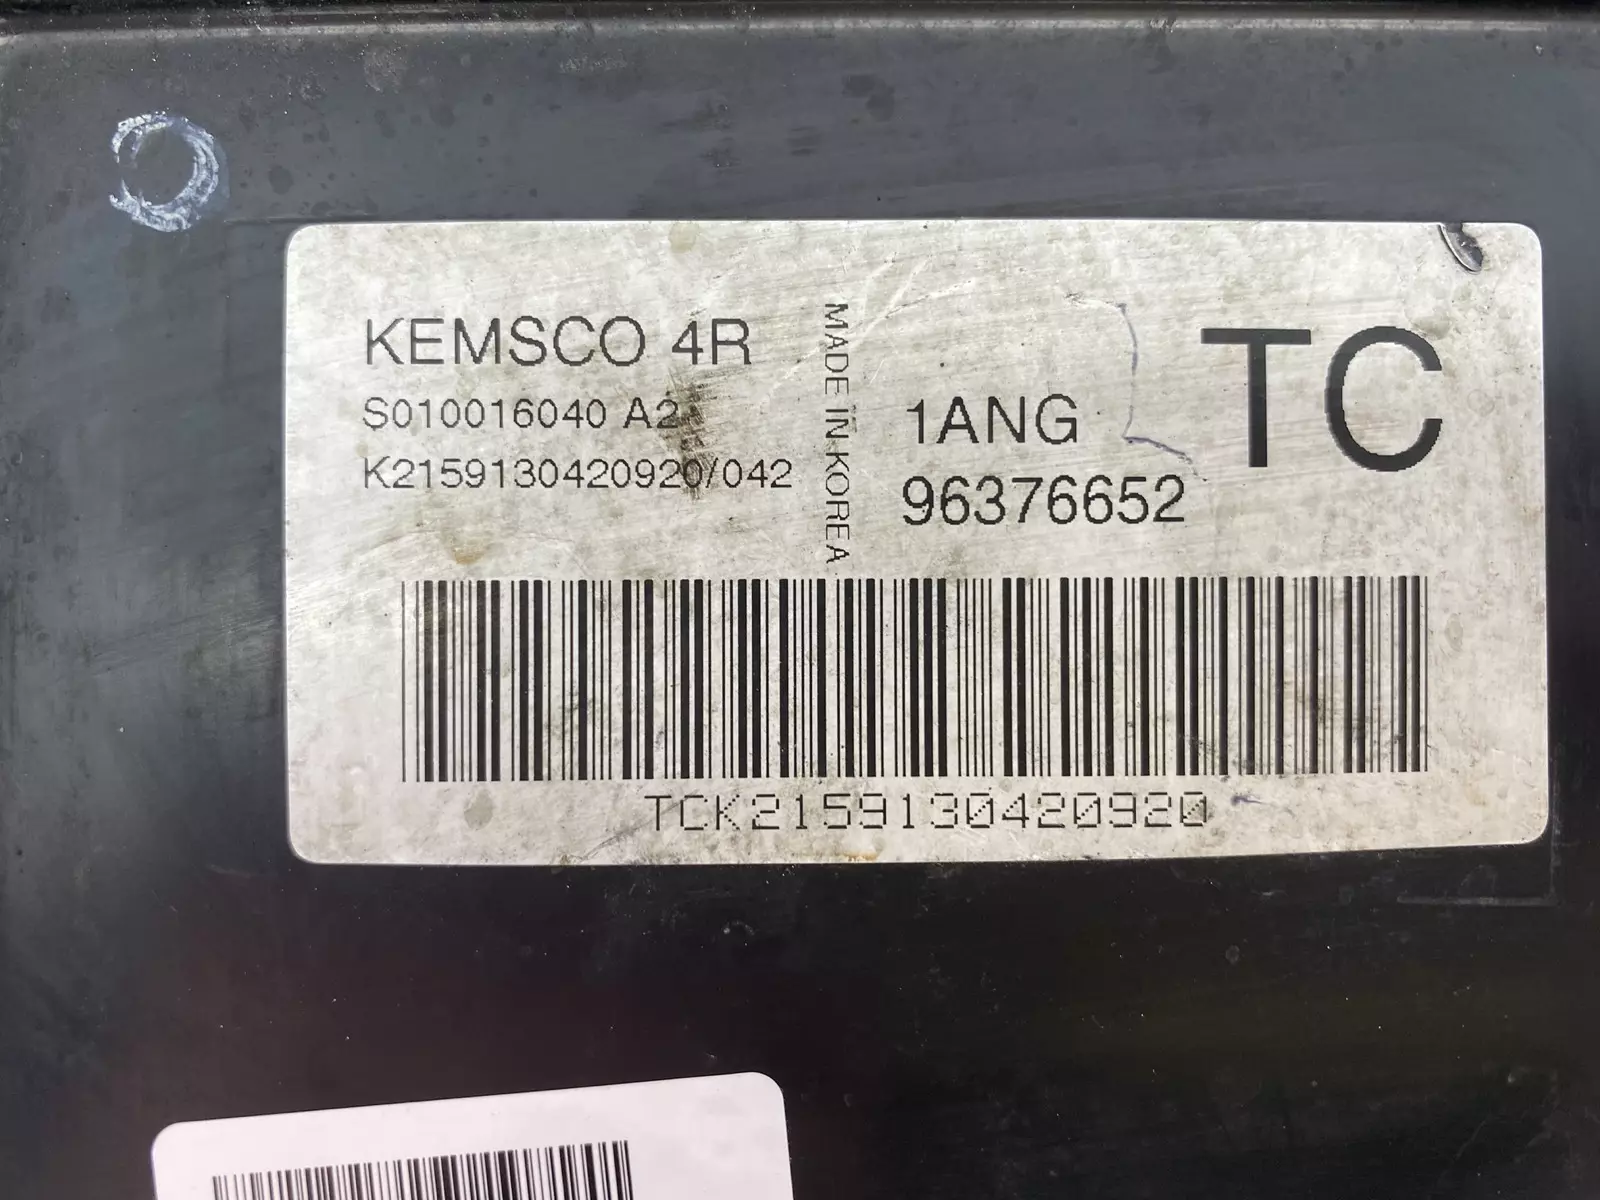 KEMSCO 4R
S010016040 A2
K2159130420920/042
MADE IN KOREA
1ANG
96376652
TC
TCK2159130420920